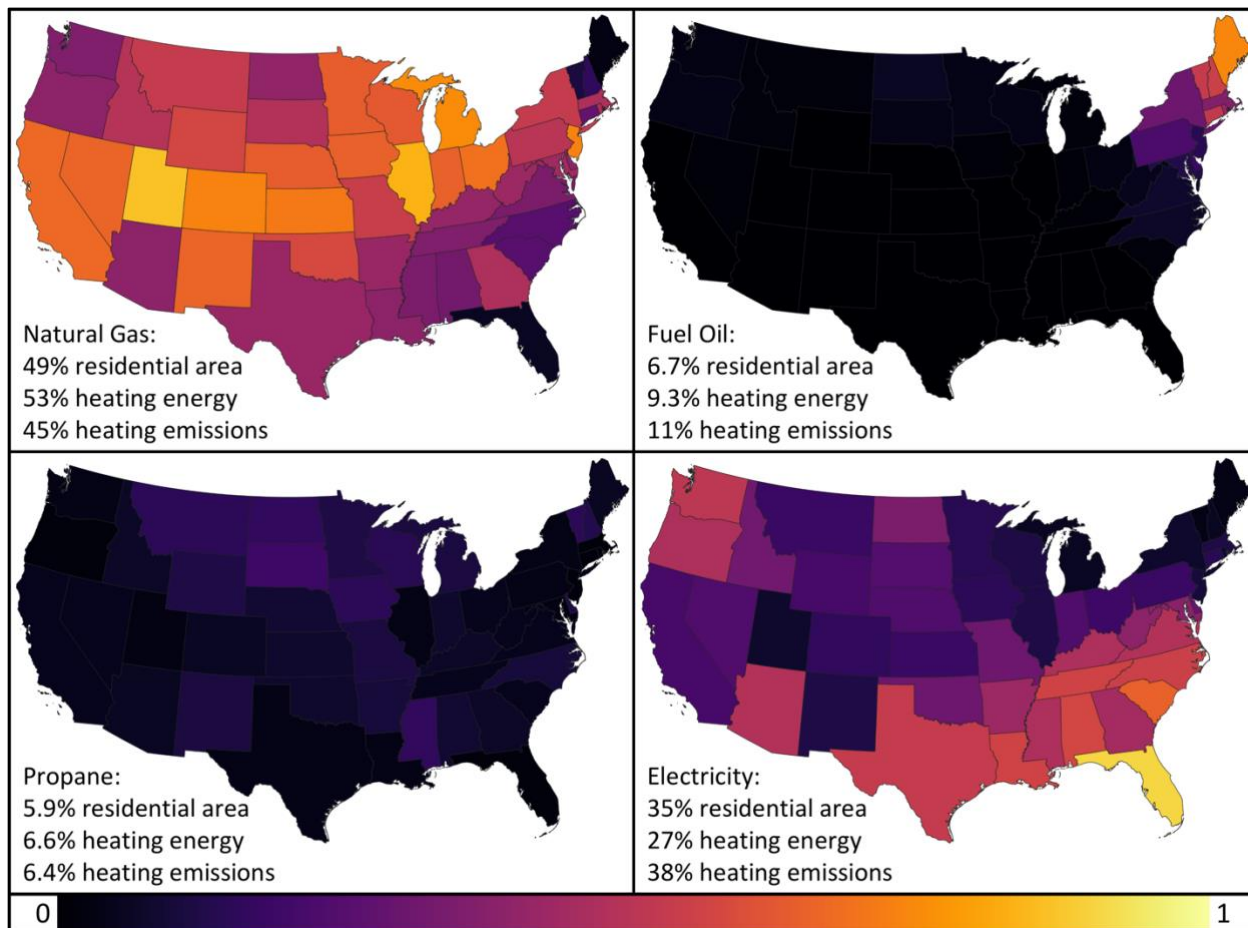 Natural Gas:
49% residential area
53% heating energy
45% heating emissions
Fuel Oil:
6.7% residential area
9.3% heating energy
11% heating emissions
Propane:
5.9% residential area
6.6% heating energy
6.4% heating emissions
Electricity:
35% residential area
27% heating energy
38% heating emissions
0 1